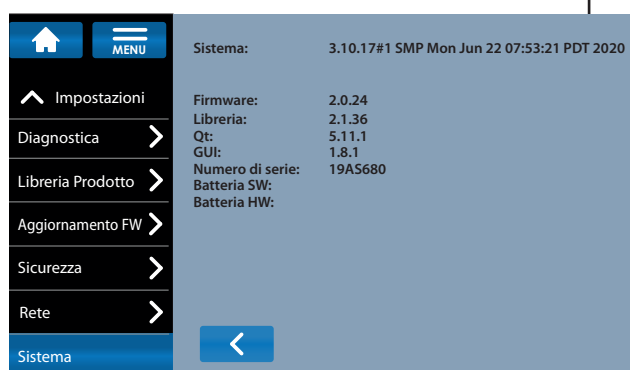 MENU
Impostazioni
Diagnostica
Libreria Prodotto
Aggiornamento FW
Sicurezza
Rete
Sistema
Sistema: 3.10.17#1 SMP Mon Jun 22 07:53:21 PDT 2020
Firmware: 2.0.24
Libreria: 2.1.36
Qt: 5.11.1
GUI: 1.8.1
Numero di serie: 19AS680
Batteria SW:
Batteria HW: